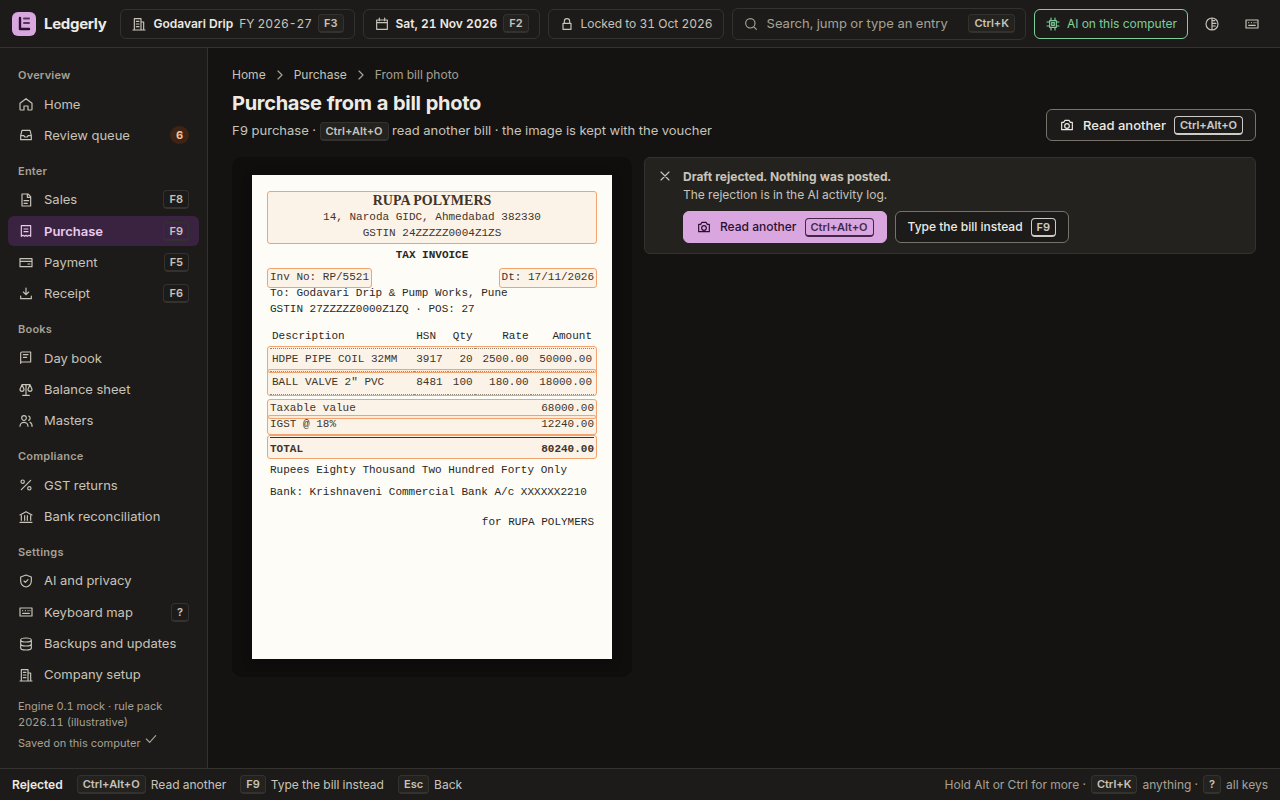 Ledgerly
Godavari Drip FY 2026-27 F3
Sat, 21 Nov 2026 F2
Locked to 31 Oct 2026
Search, jump or type an entry Ctrl+K
AI on this computer
Overview
Home
Review queue 6
Enter
Sales F8
Purchase F9
Payment F5
Receipt F6
Books
Day book
Balance sheet
Masters
Compliance
GST returns
Bank reconciliation
Settings
AI and privacy
Keyboard map ?
Backups and updates
Company setup
Engine 0.1 mock · rule pack
2026.11 (illustrative)
Saved on this computer
Home Purchase From bill photo
Purchase from a bill photo
F9 purchase · Ctrl+Alt+O read another bill · the image is kept with the voucher
Read another Ctrl+Alt+O
RUPA POLYMERS
14, Naroda GIDC, Ahmedabad 382330
GSTIN 24ZZZZZ0004Z1ZS
TAX INVOICE
Inv No: RP/5521 Dt: 17/11/2026
To: Godavari Drip & Pump Works, Pune
GSTIN 27ZZZZZ0000Z1ZQ · POS: 27
Description HSN Qty Rate Amount
HDPE PIPE COIL 32MM 3917 20 2500.00 50000.00
BALL VALVE 2" PVC 8481 100 180.00 18000.00
Taxable value 68000.00
IGST @ 18% 12240.00
TOTAL 80240.00
Rupees Eighty Thousand Two Hundred Forty Only
Bank: Krishnaveni Commercial Bank A/c XXXXXX2210
for RUPA POLYMERS
Draft rejected. Nothing was posted.
The rejection is in the AI activity log.
Read another Ctrl+Alt+O
Type the bill instead F9
Rejected Ctrl+Alt+O Read another F9 Type the bill instead Esc Back
Hold Alt or Ctrl for more · Ctrl+K anything · ? all keys